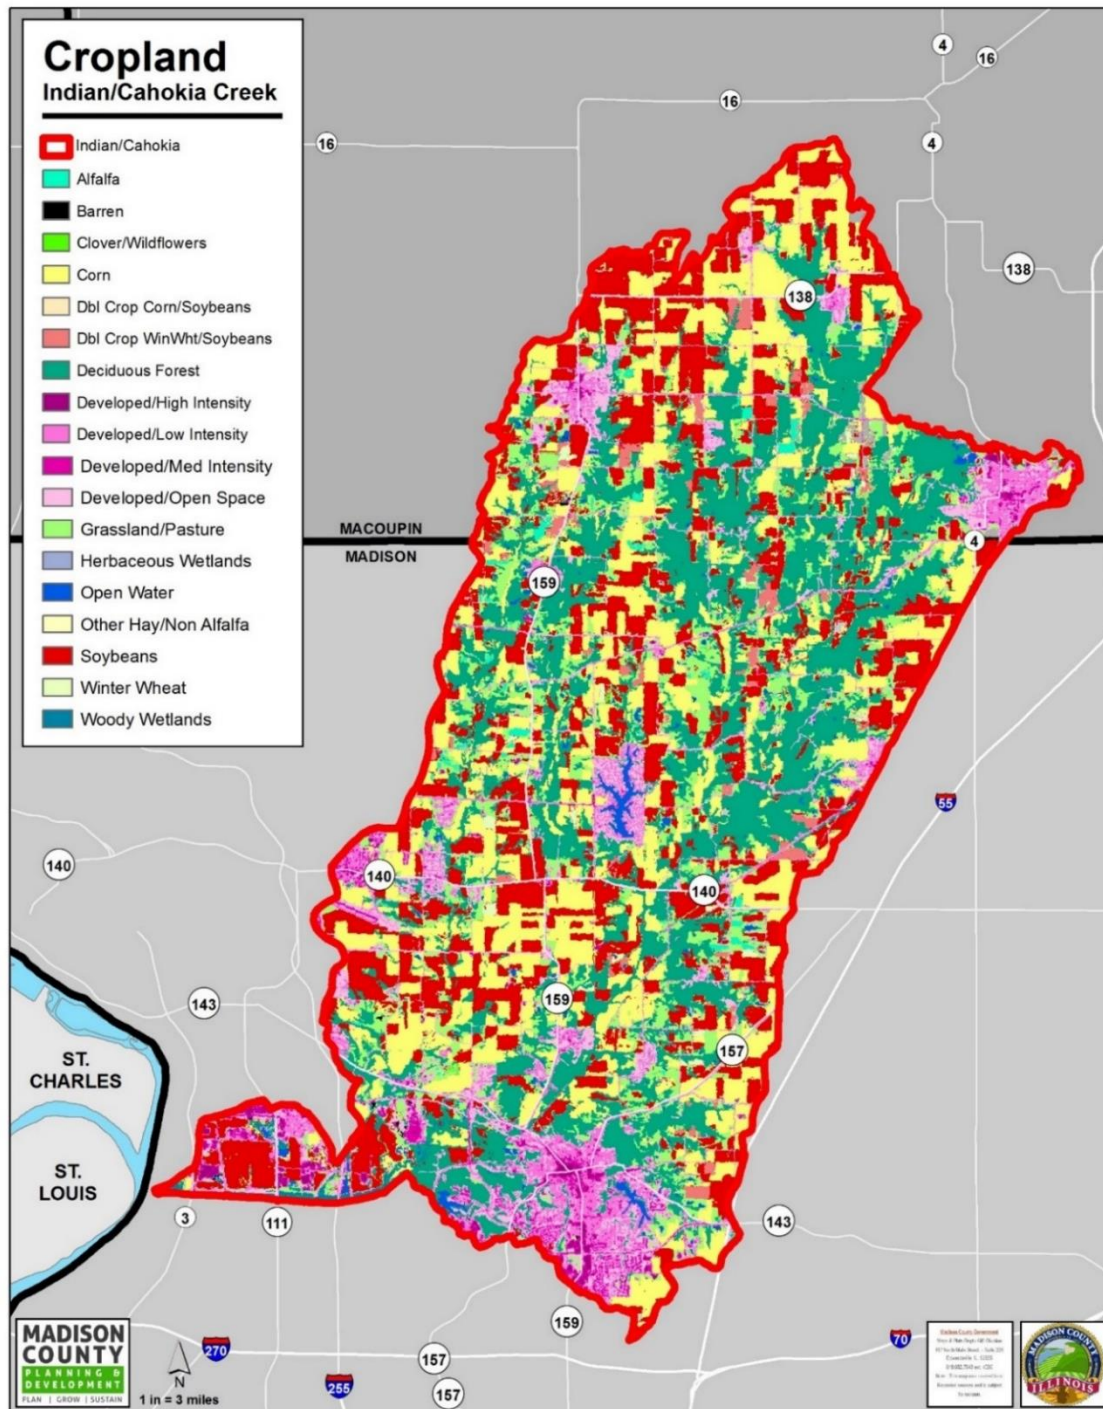 Cropland
Indian/Cahokia Creek
Indian/Cahokia
Alfalfa
Barren
Clover/Wildflowers
Corn
Dbl Crop Corn/Soybeans
Dbl Crop WinWht/Soybeans
Deciduous Forest
Developed/High Intensity
Developed/Low Intensity
Developed/Med Intensity
Developed/Open Space
Grassland/Pasture
Herbaceous Wetlands
Open Water
Other Hay/Non Alfalfa
Soybeans
Winter Wheat
Woody Wetlands
4
16
16
16
4
138
138
MACOUPIN
MADISON
4
159
55
140
140
140
143
159
157
ST.
CHARLES
ST.
LOUIS
3
111
143
159
270
255
157
157
70
MADISON
COUNTY
PLANNING &
DEVELOPMENT
PLAN | GROW | SUSTAIN
N
1 in = 3 miles
MADISON COUNTY
ILLINOIS